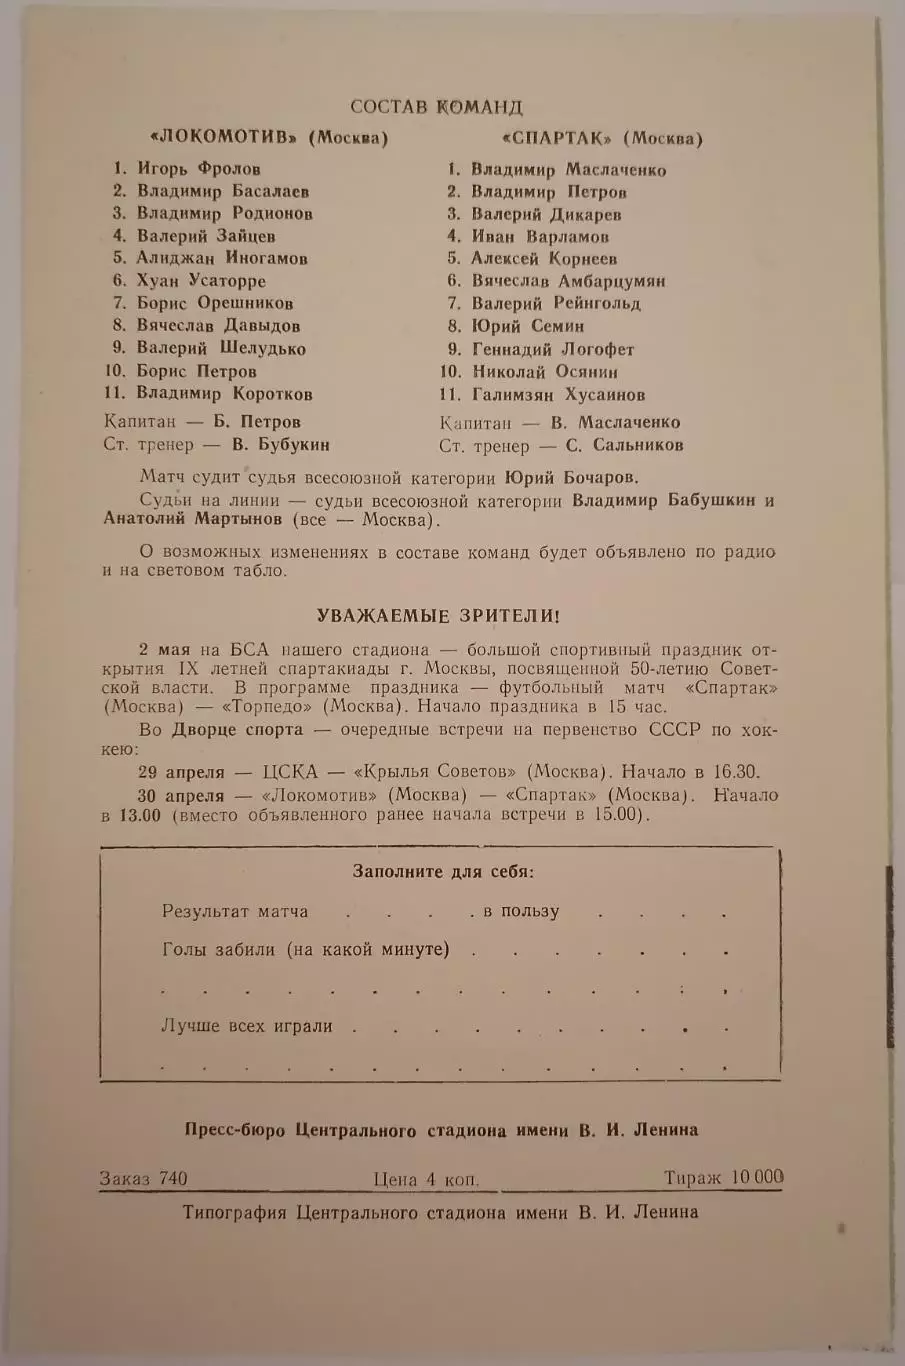 СОСТАВ КОМАНД
«ЛОКОМОТИВ» (Москва)
1. Игорь Фролов
2. Владимир Басалаев
3. Владимир Родионов
4. Валерий Зайцев
5. Алиджан Иногамов
6. Хуан Усаторре
7. Борис Орешников
8. Вячеслав Давыдов
9. Валерий Шелудько
10. Борис Петров
11. Владимир Коротков
Капитан — Б. Петров
Ст. тренер — В. Бубукин
«СПАРТАК» (Москва)
1. Владимир Маслаченко
2. Владимир Петров
3. Валерий Дикарев
4. Иван Варламов
5. Алексей Корнеев
6. Вячеслав Амбарцумян
7. Валерий Рейнгольд
8. Юрий Семин
9. Геннадий Логофет
10. Николай Осянин
11. Галимзян Хусаинов
Капитан — В. Маслаченко
Ст. тренер — С. Сальников
Матч судит судья всесоюзной категории Юрий Бочаров.
Судьи на линии — судьи всесоюзной категории Владимир Бабушкин и
Анатолий Мартынов (все — Москва).
О возможных изменениях в составе команд будет объявлено по радио
и на световом табло.
УВАЖАЕМЫЕ ЗРИТЕЛИ!
2 мая на БСА нашего стадиона — большой спортивный праздник от-
крытия IX летней спартакиады г. Москвы, посвященной 50-летию Совет-
ской власти. В программе праздника — футбольный матч «Спартак»
(Москва) — «Торпедо» (Москва). Начало праздника в 15 час.
Во Дворце спорта — очередные встречи на первенство СССР по хок-
кею:
29 апреля — ЦСКА — «Крылья Советов» (Москва). Начало в 16.30.
30 апреля — «Локомотив» (Москва) — «Спартак» (Москва). Начало
в 13.00 (вместо объявленного ранее начала встречи в 15.00).
Заполните для себя:
Результат матча . . . . в пользу . . . .
Голы забили (на какой минуте) . . . . . . .
. . . . . . . . . . . . . .
Лучше всех играли . . . . . . . . . .
. . . . . . . . . . . . . .
Пресс-бюро Центрального стадиона имени В. И. Ленина
Заказ 740 Цена 4 коп. Тираж 10 000
Типография Центрального стадиона имени В. И. Ленина